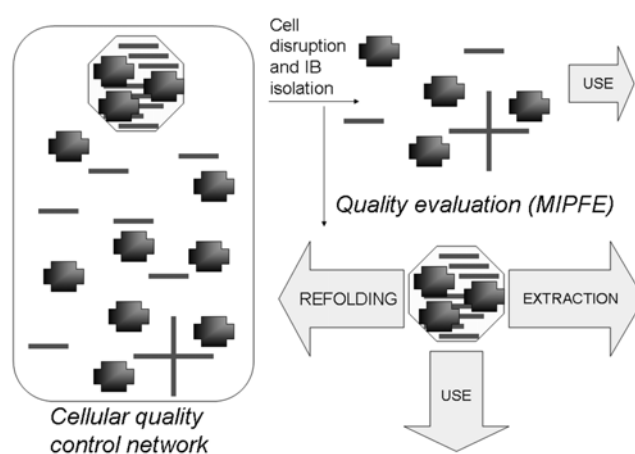 Cell
disruption
and IB
isolation
USE
Quality evaluation (MIPFE)
REFOLDING
EXTRACTION
USE
Cellular quality
control network